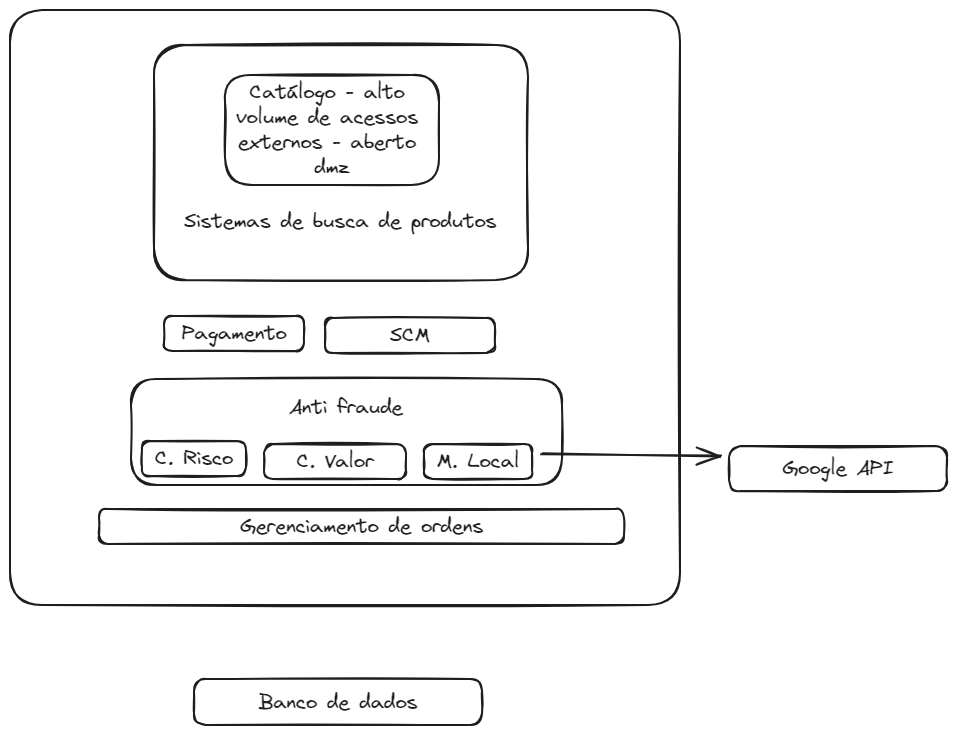 Catálogo - alto
volume de acessos
externos - aberto
dmz
Sistemas de busca de produtos
Pagamento
SCM
Anti fraude
C. Risco
C. Valor
M. Local
Google API
Gerenciamento de ordens
Banco de dados